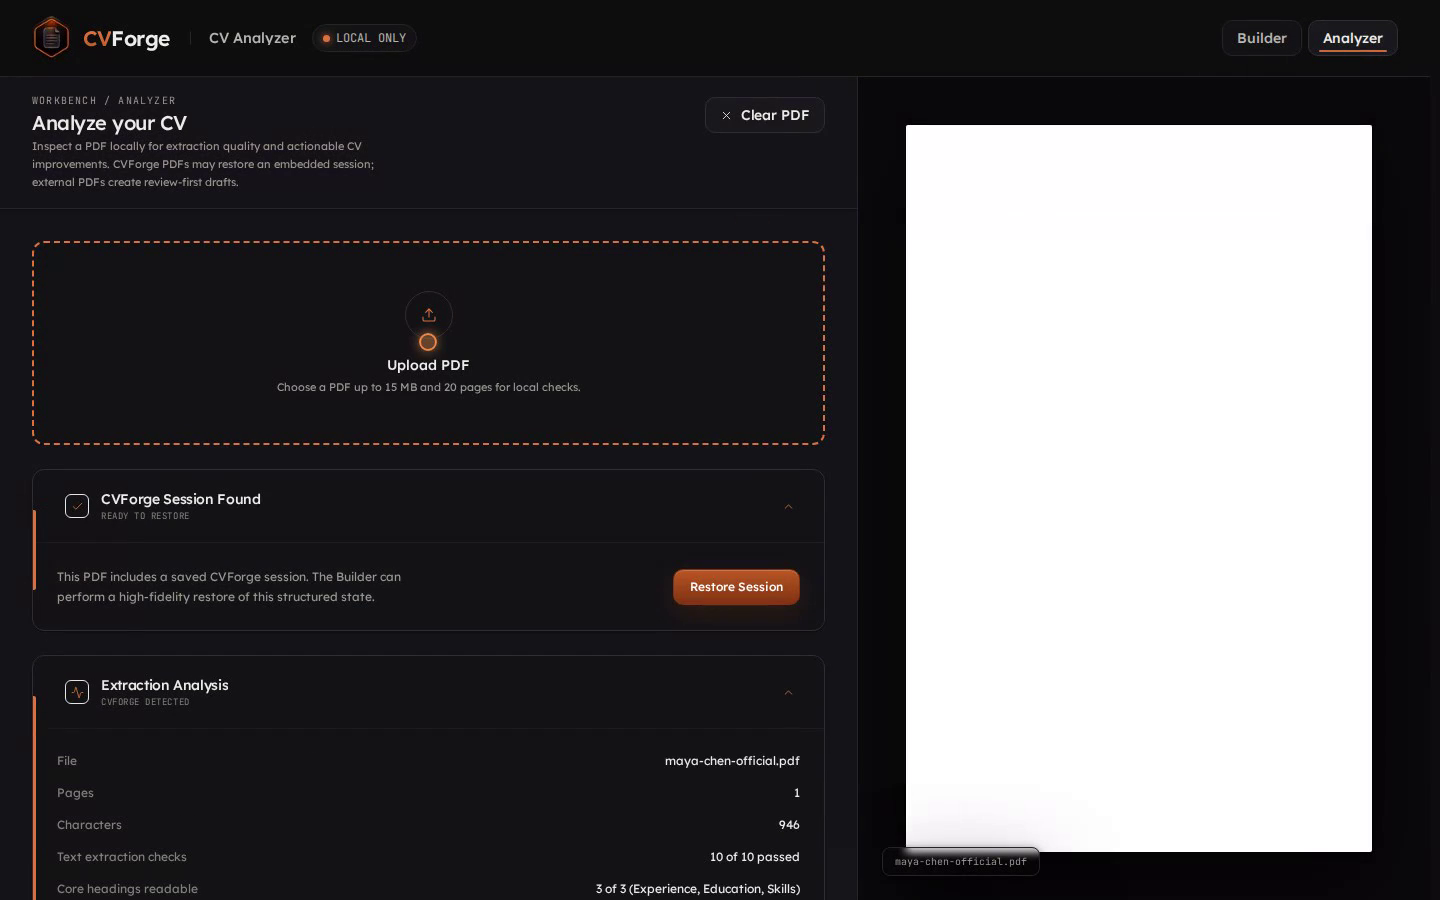 CVForge
CV Analyzer
LOCAL ONLY
Builder
Analyzer
WORKBENCH / ANALYZER
Analyze your CV
Inspect a PDF locally for extraction quality and actionable CV
improvements. CVForge PDFs may restore an embedded session;
external PDFs create review-first drafts.
Clear PDF
Upload PDF
Choose a PDF up to 15 MB and 20 pages for local checks.
CVForge Session Found
READY TO RESTORE
This PDF includes a saved CVForge session. The Builder can
perform a high-fidelity restore of this structured state.
Restore Session
Extraction Analysis
CVFORGE DETECTED
File maya-chen-official.pdf
Pages 1
Characters 946
Text extraction checks 10 of 10 passed
Core headings readable 3 of 3 (Experience, Education, Skills)
maya-chen-official.pdf